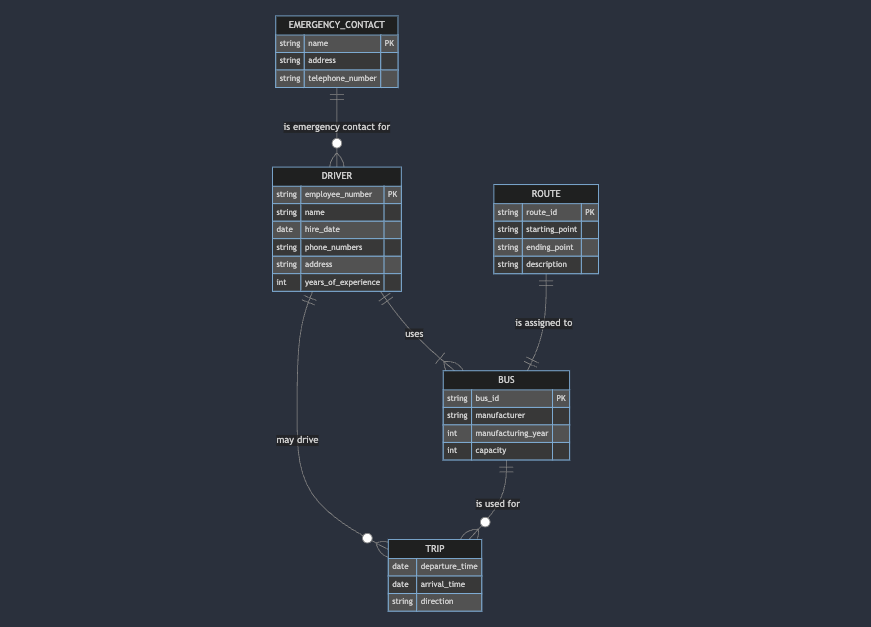 EMERGENCY_CONTACT
string name PK
string address
string telephone_number
is emergency contact for
DRIVER
string employee_number PK
string name
date hire_date
string phone_numbers
string address
int years_of_experience
ROUTE
string route_id PK
string starting_point
string ending_point
string description
is assigned to
uses
BUS
string bus_id PK
string manufacturer
int manufacturing_year
int capacity
may drive
is used for
TRIP
date departure_time
date arrival_time
string direction